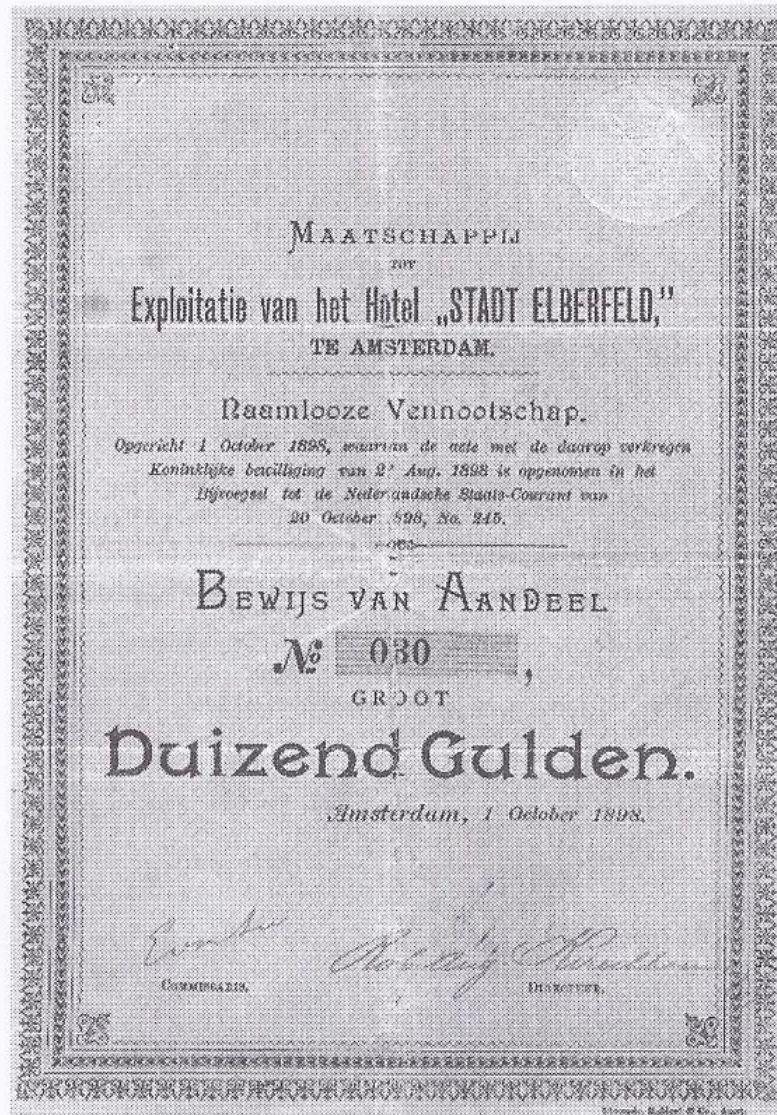 MAATSCHAPPIJ
TOT
Exploitatie van het Hôtel „STADT ELBERFELD,”
TE AMSTERDAM.
Naamlooze Vennootschap.
Opgericht 1 October 1898, waarvan de acte met de daarop verkregen
Koninklijke bewilliging van Aug. 1898 is opgenomen in het
Bijvoegsel tot de Nederlandsche Staats-Courant van
20 October 898, No. 245.
BEWIJS VAN AANDEEL
No 030,
GROOT
Duizend Gulden.
Amsterdam, 1 October 1898.
COMMISSARIS,
DIRECTEUR,